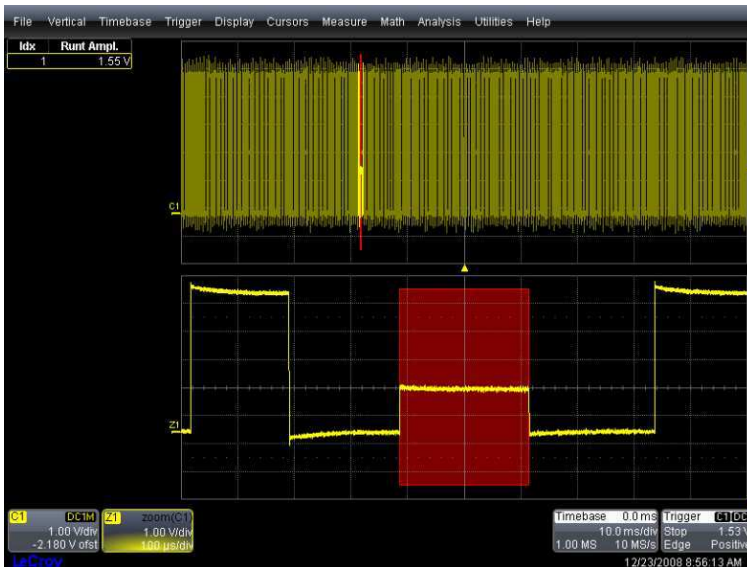 File Vertical Timebase Trigger Display Cursors Measure Math Analysis Utilities Help
Idx Runt Ampl.
1 1.55 V
C1
Z1
C1 DC1M
1.00 V/div
-2.180 V ofst
Z1 zoom(C1)
1.00 V/div
100 µs/div
Timebase 0.0 ms
10.0 ms/div
1.00 MS 10 MS/s
Trigger C1 DC
Stop 1.53 V
Edge Positive
LeCroy
12/23/2008 8:56:13 AM